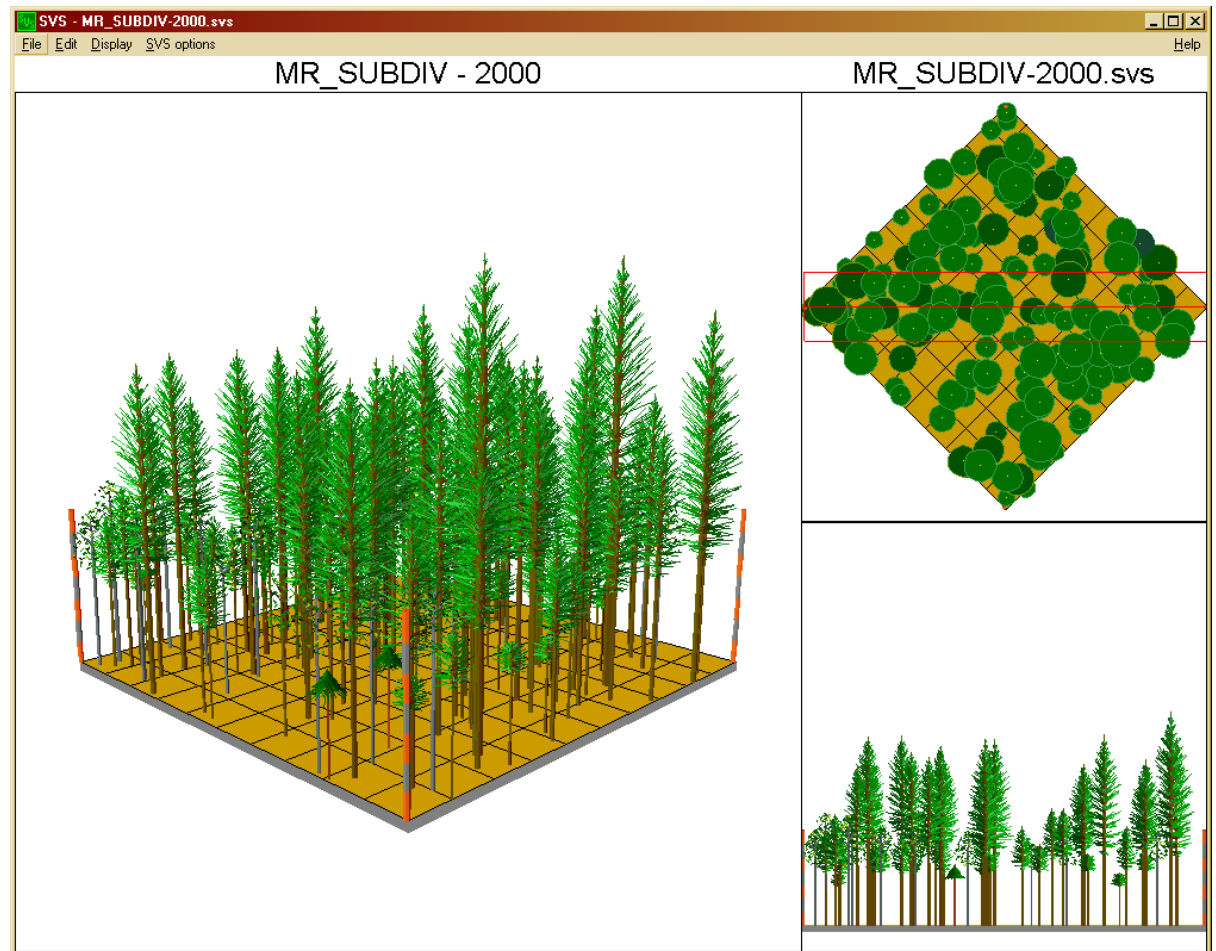 SVS - MR_SUBDIV-2000.svs
File Edit Display SVS options Help
MR_SUBDIV - 2000
MR_SUBDIV-2000.svs